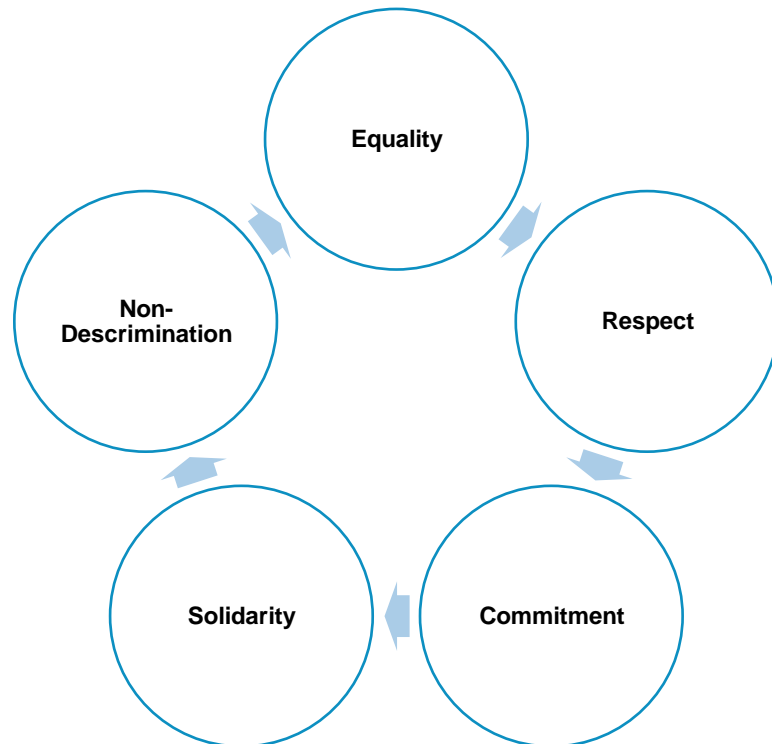 Equality
Respect
Commitment
Solidarity
Non-
Descrimination